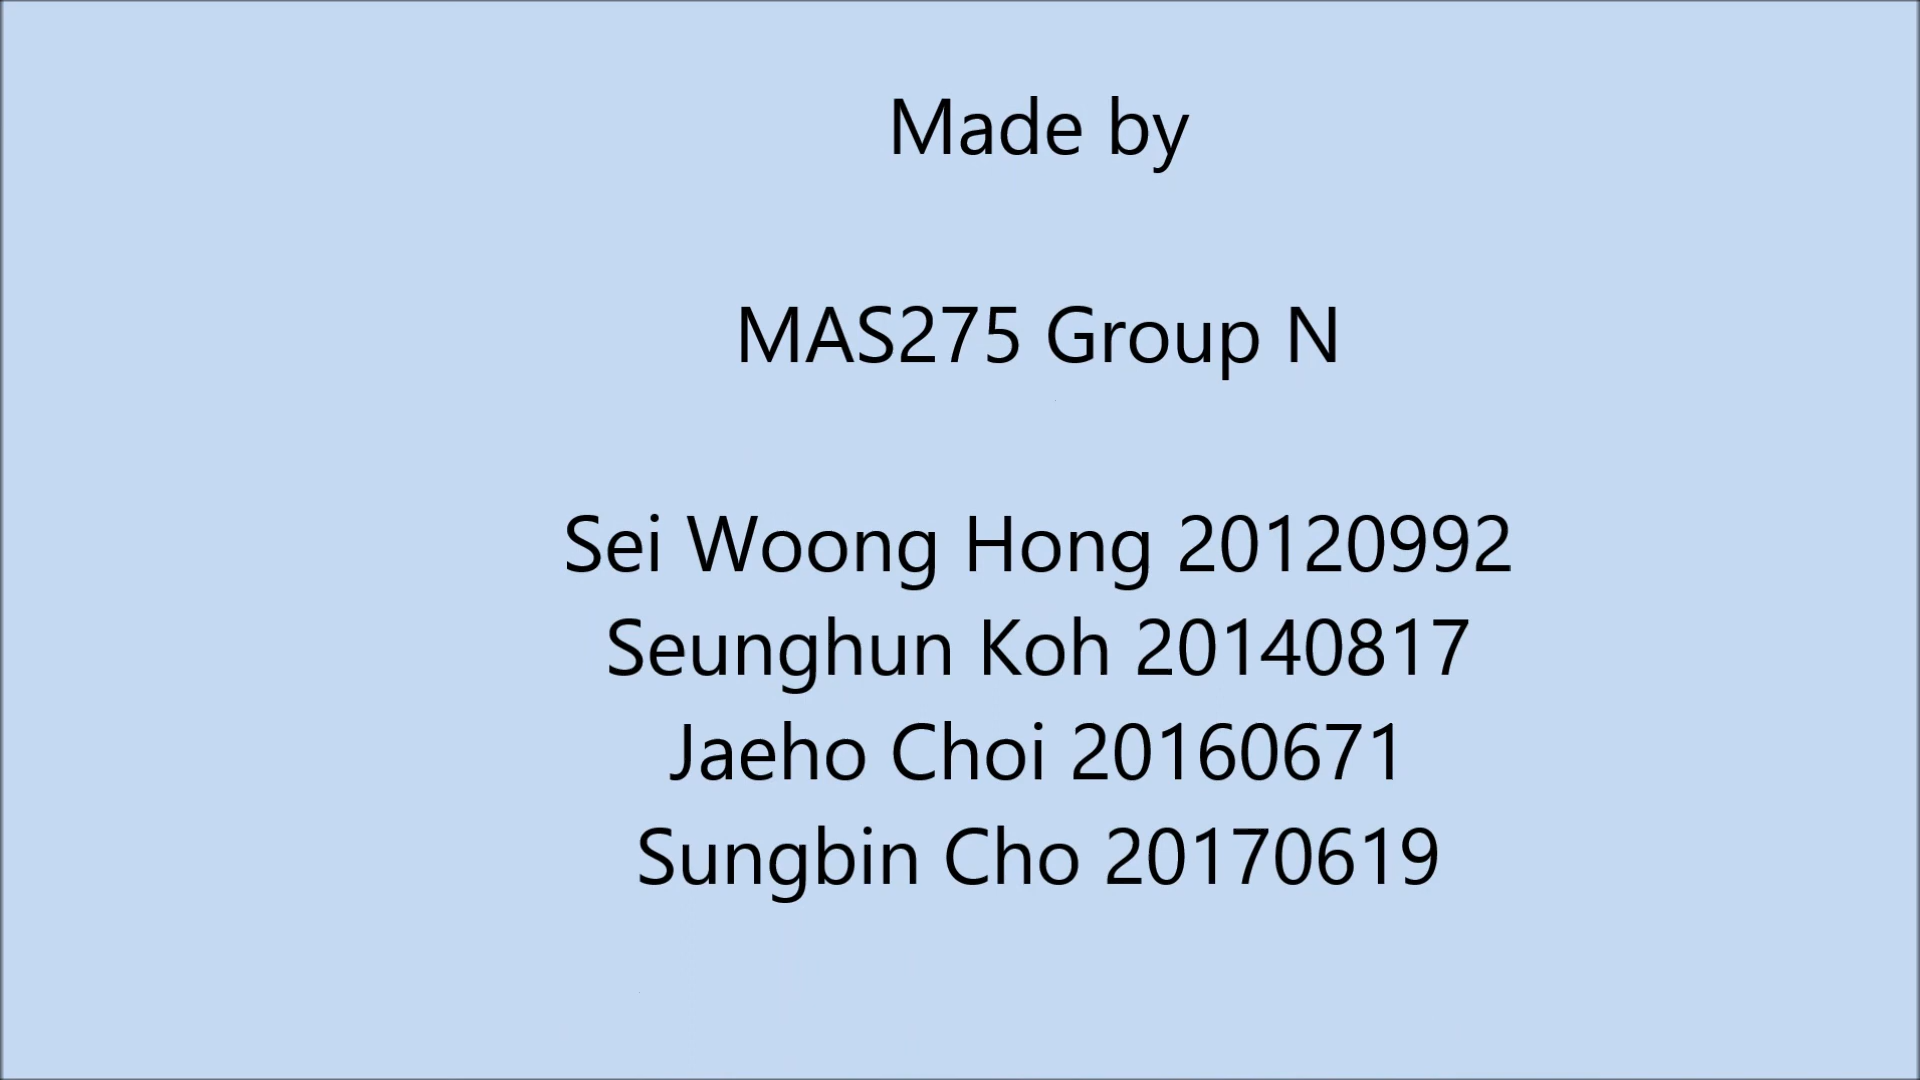 Made by
MAS275 Group N
Sei Woong Hong 20120992
Seunghun Koh 20140817
Jaeho Choi 20160671
Sungbin Cho 20170619